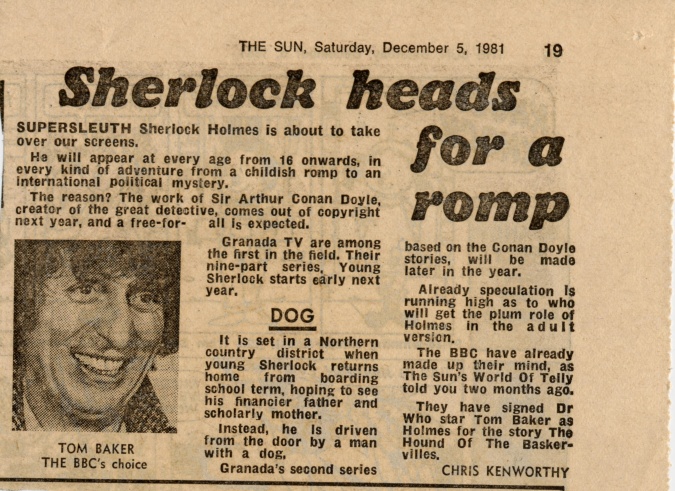 THE SUN, Saturday, December 5, 1981 19
Sherlock heads
for a
romp
SUPERSLEUTH Sherlock Holmes is about to take
over our screens.
He will appear at every age from 16 onwards, in
every kind of adventure from a childish romp to an
international political mystery.
The reason? The work of Sir Arthur Conan Doyle,
creator of the great detective, comes out of copyright
next year, and a free-for- all is expected.
Granada TV are among
the first in the field. Their
nine-part series, Young
Sherlock starts early next
year.
DOG
It is set in a Northern
country district when
young Sherlock returns
home from boarding
school term, hoping to see
his financier father and
scholarly mother.
Instead, he is driven
from the door by a man
with a dog.
Granada's second series
based on the Conan Doyle
stories, will be made
later in the year.
Already speculation is
running high as to who
will get the plum role of
Holmes in the adult
version.
The BBC have already
made up their mind, as
The Sun's World Of Telly
told you two months ago.
They have signed Dr
Who star Tom Baker as
Holmes for the story The
Hound Of The Basker-
villes.
CHRIS KENWORTHY
TOM BAKER
THE BBC's choice